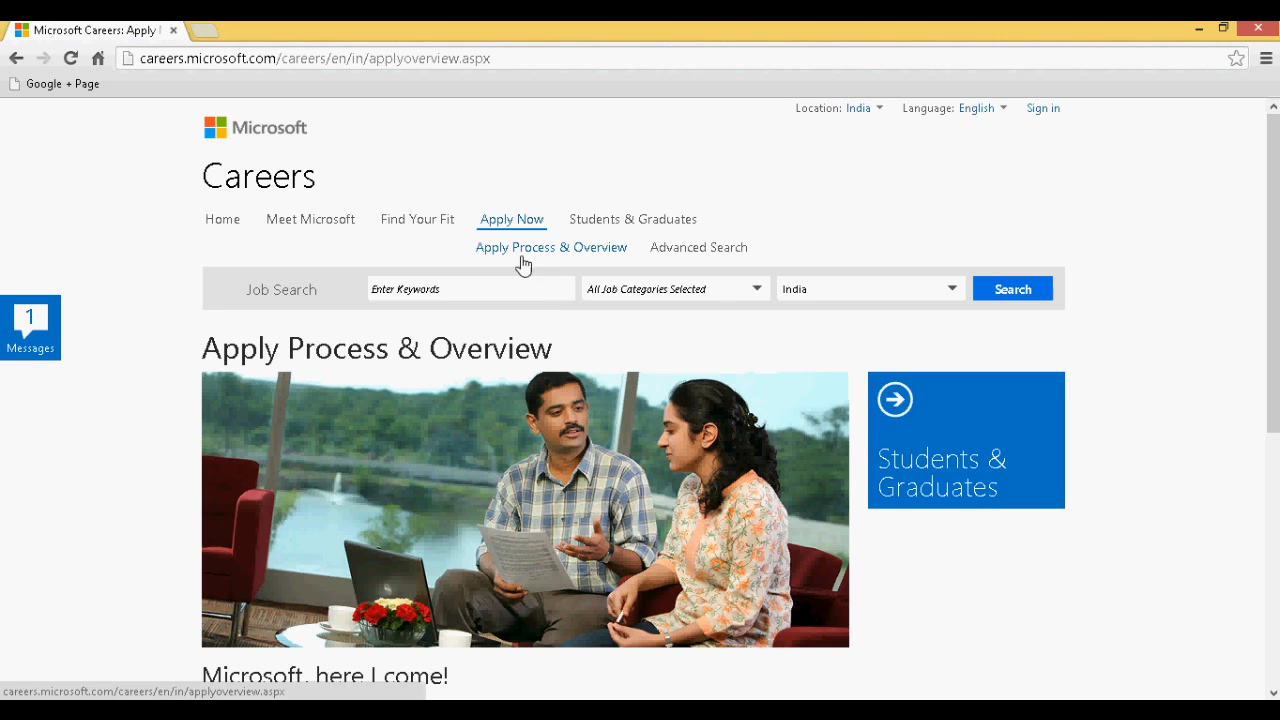 Microsoft Careers: Apply
careers.microsoft.com/careers/en/in/applyoverview.aspx
Google + Page
Location: India Language: English Sign in
Microsoft
Careers
Home Meet Microsoft Find Your Fit Apply Now Students & Graduates
Apply Process & Overview Advanced Search
Job Search Enter Keywords All Job Categories Selected India Search
1
Messages
Apply Process & Overview
Students &
Graduates
Microsoft, here I come!
careers.microsoft.com/careers/en/in/applyoverview.aspx